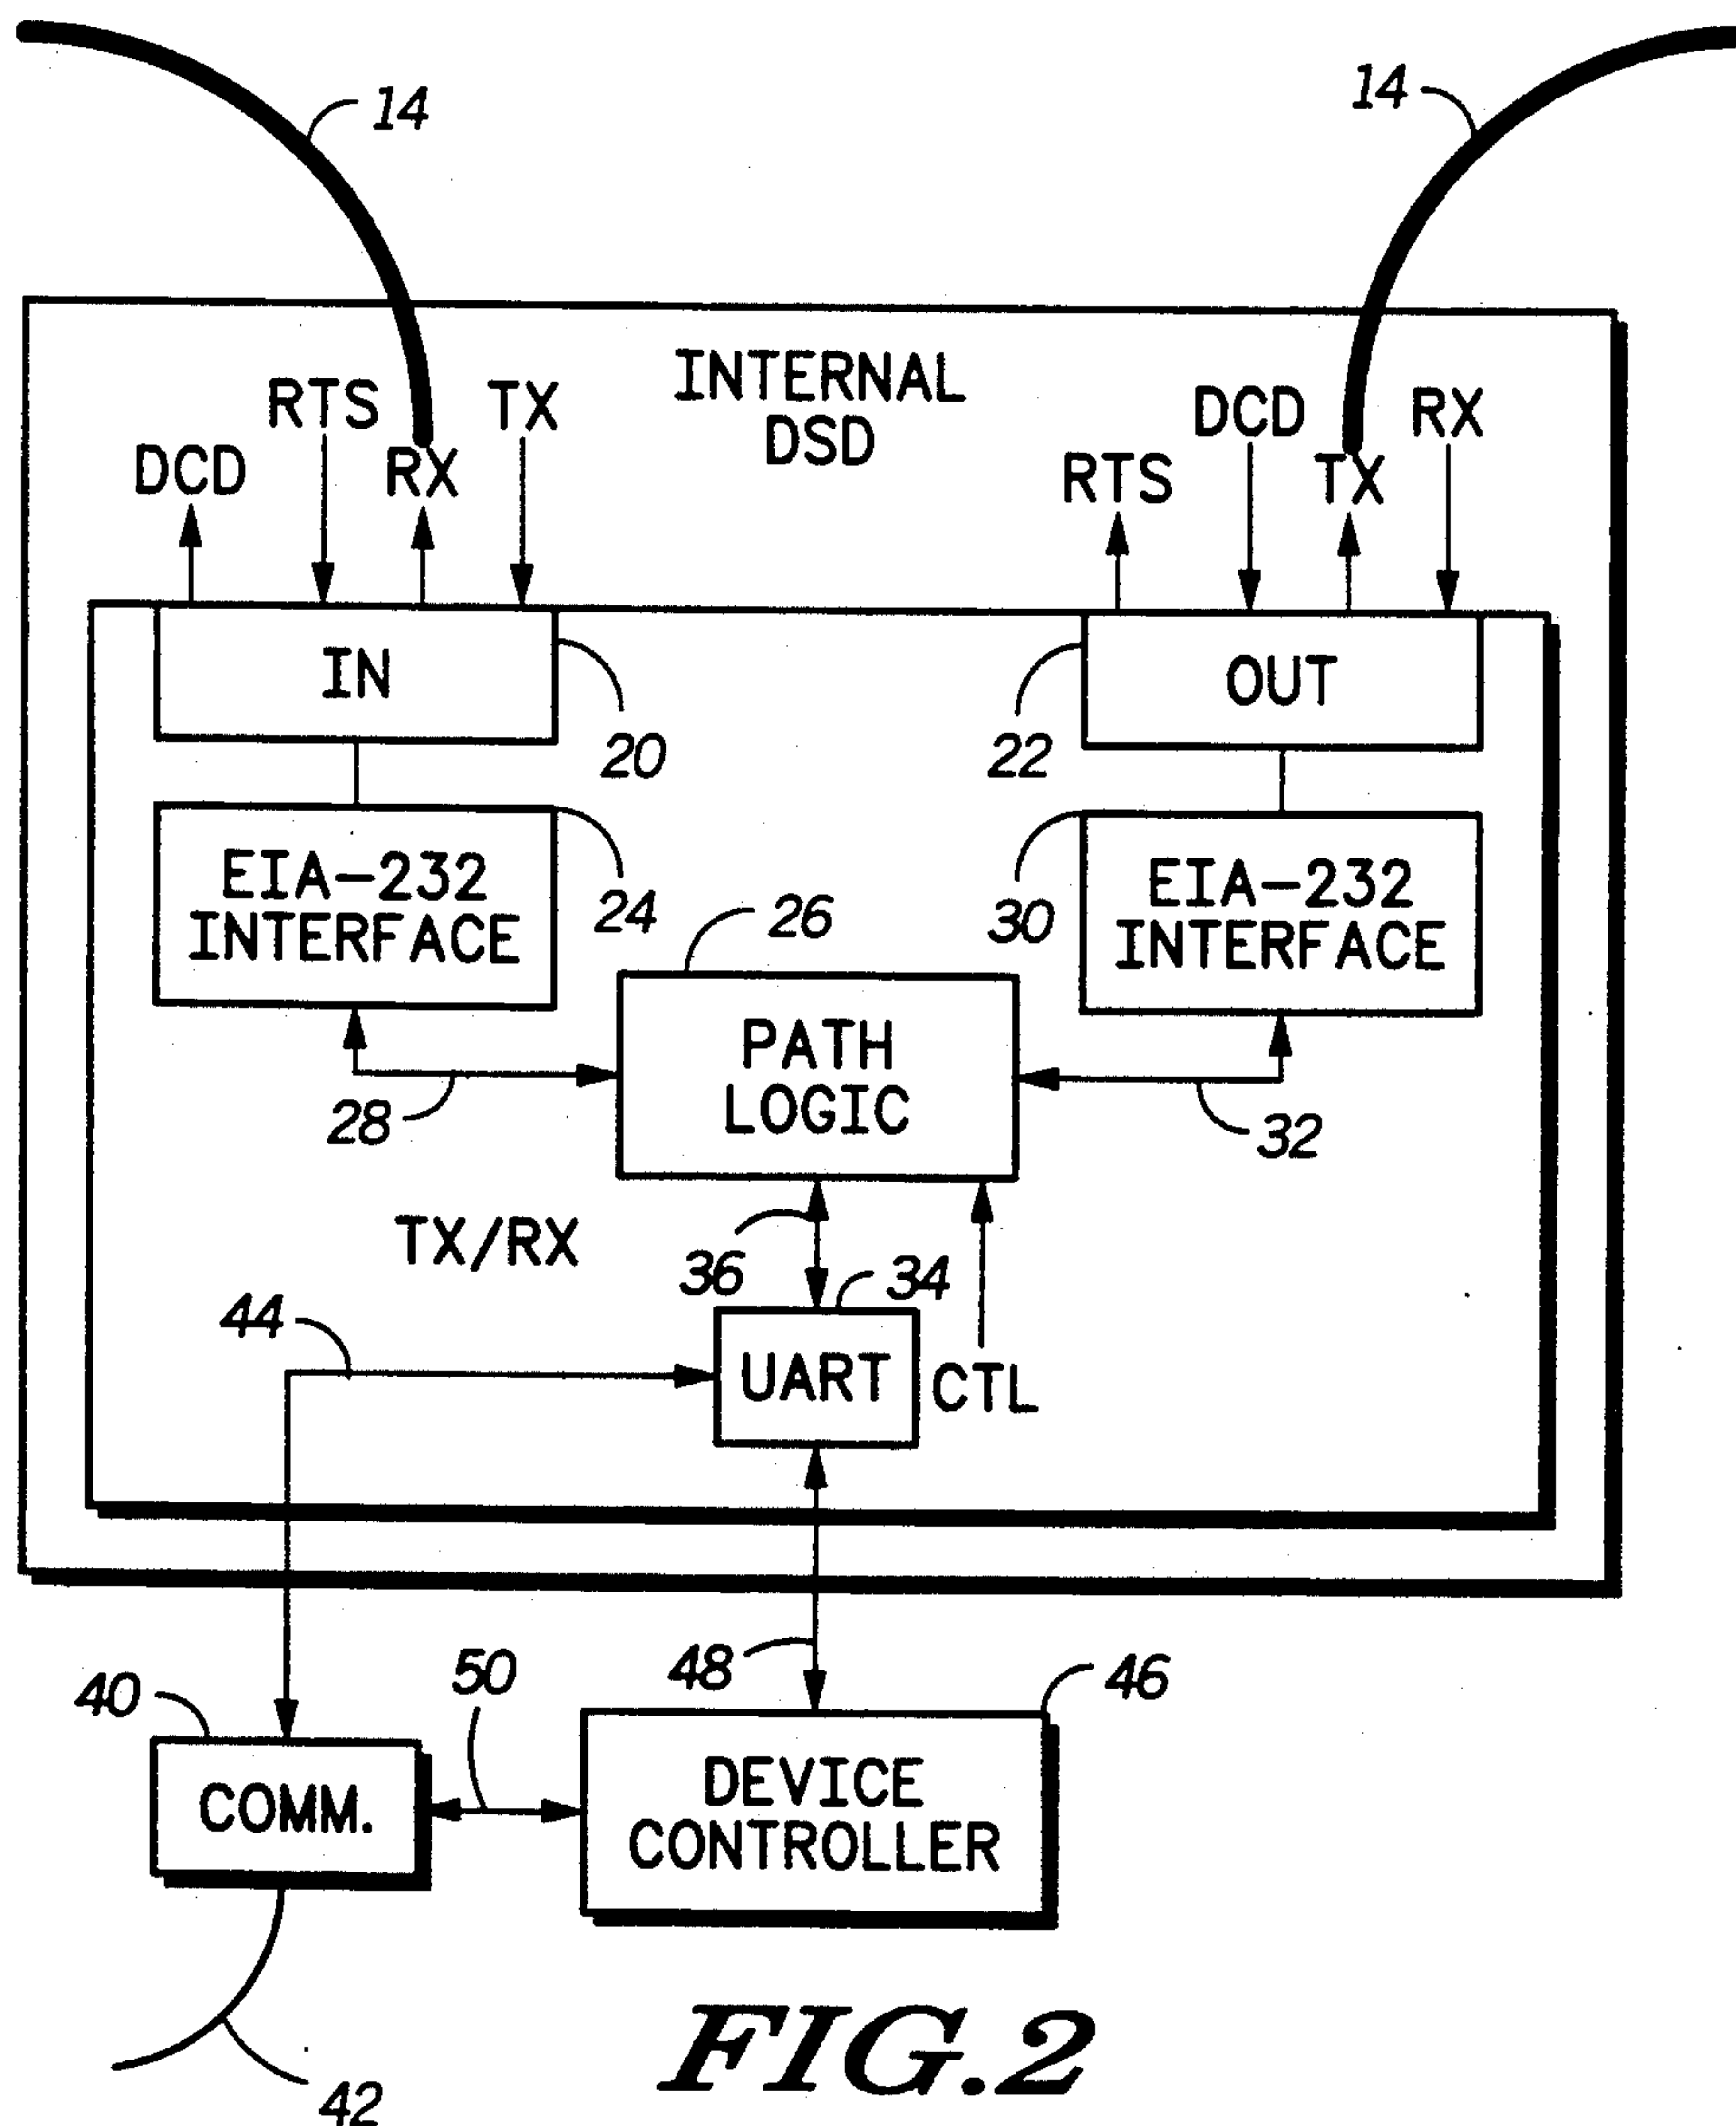 14
14
INTERNAL
DSD
RTS
TX
DCD
RX
DCD
RX
RTS
TX
IN
OUT
20
22
EIA-232
INTERFACE
24
26
30
EIA-232
INTERFACE
PATH
LOGIC
28
32
TX/RX
36
34
44
UART
CTL
40
50
48
46
COMM.
DEVICE
CONTROLLER
42
FIG.2